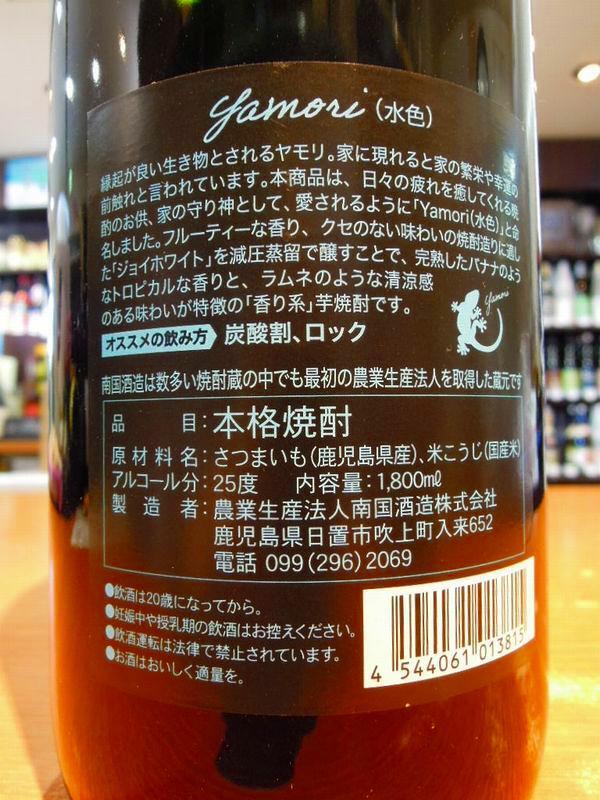 Yamori（水色）
縁起が良い生き物とされるヤモリ。家に現れると家の繁栄や幸運の
前触れと言われています。本商品は、日々の疲れを癒してくれる焼
酎のお供、家の守り神として、愛されるように「Yamori(水色)」と命
名しました。フルーティーな香り、クセのない味わいの焼酎造りに適し
た「ジョイホワイト」を減圧蒸留で醸すことで、完熟したバナナのよう
なトロピカルな香りと、ラムネのような清涼感
のある味わいが特徴の「香り系」芋焼酎です。
Yamori
オススメの飲み方 炭酸割、ロック
南国酒造は数多い焼酎蔵の中でも最初の農業生産法人を取得した蔵元です
品目：本格焼酎
原材料名：さつまいも（鹿児島県産）、米こうじ（国産米）
アルコール分：25度 内容量：1,800㎖
製造者：農業生産法人南国酒造株式会社
鹿児島県日置市吹上町入来652
電話 099（296）2069
●飲酒は20歳になってから。
●妊娠中や授乳期の飲酒はお控えください。
●飲酒運転は法律で禁止されています。
●お酒はおいしく適量を。
4 544061 013815